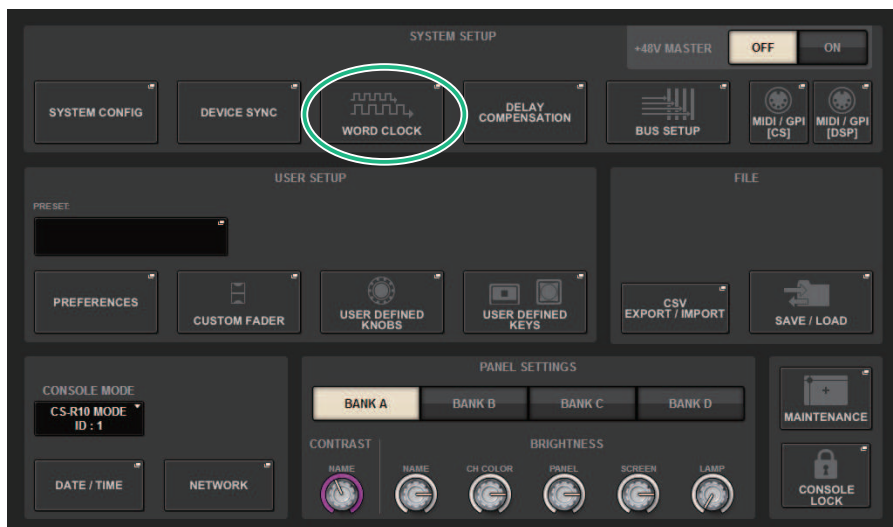 SYSTEM SETUP
+48V MASTER
OFF
ON
SYSTEM CONFIG
DEVICE SYNC
WORD CLOCK
DELAY
COMPENSATION
BUS SETUP
MIDI / GPI
[CS]
MIDI / GPI
[DSP]
USER SETUP
PRESET
PREFERENCES
CUSTOM FADER
USER DEFINED
KNOBS
USER DEFINED
KEYS
FILE
CSV
EXPORT / IMPORT
SAVE / LOAD
CONSOLE MODE
CS-R10 MODE
ID : 1
DATE / TIME
NETWORK
PANEL SETTINGS
BANK A
BANK B
BANK C
BANK D
CONTRAST
BRIGHTNESS
NAME
NAME
CH COLOR
PANEL
SCREEN
LAMP
MAINTENANCE
CONSOLE
LOCK